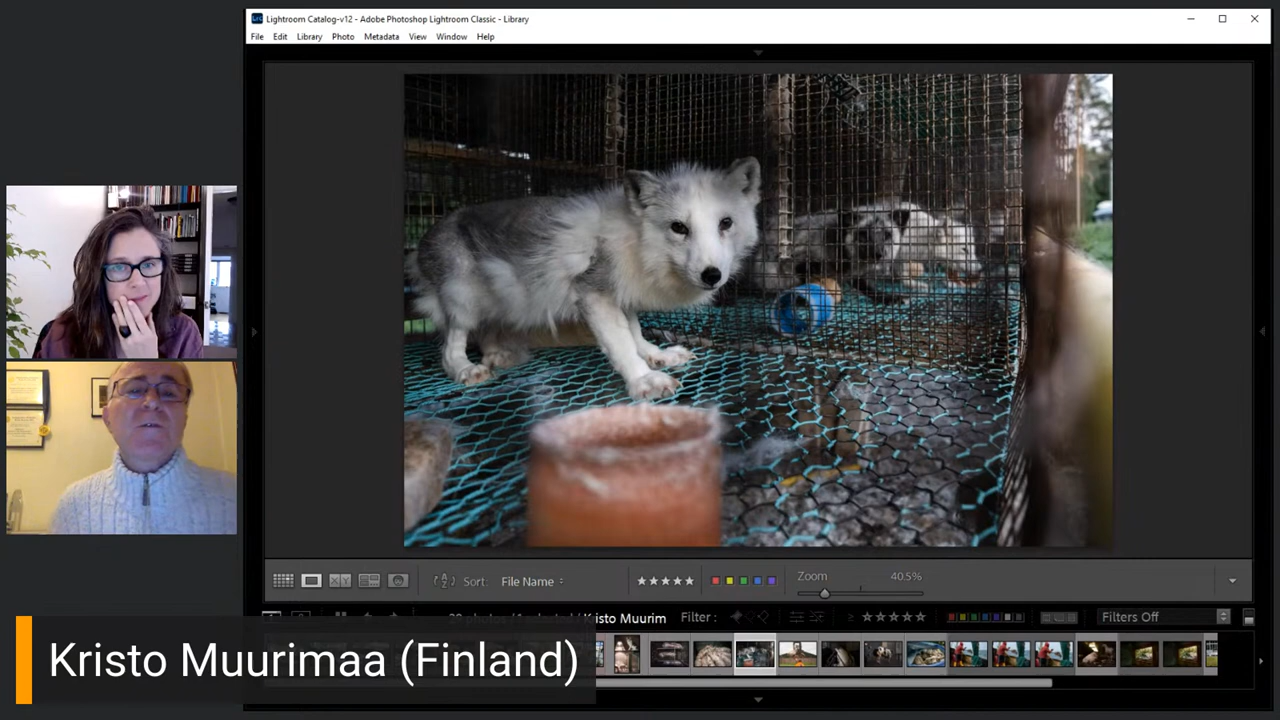 Lightroom Catalog-v12 - Adobe Photoshop Lightroom Classic - Library
File Edit Library Photo Metadata View Window Help
Sort: File Name
Zoom 40.5%
Kristo Muurim
Filter :
Filters Off
Kristo Muurimaa (Finland)